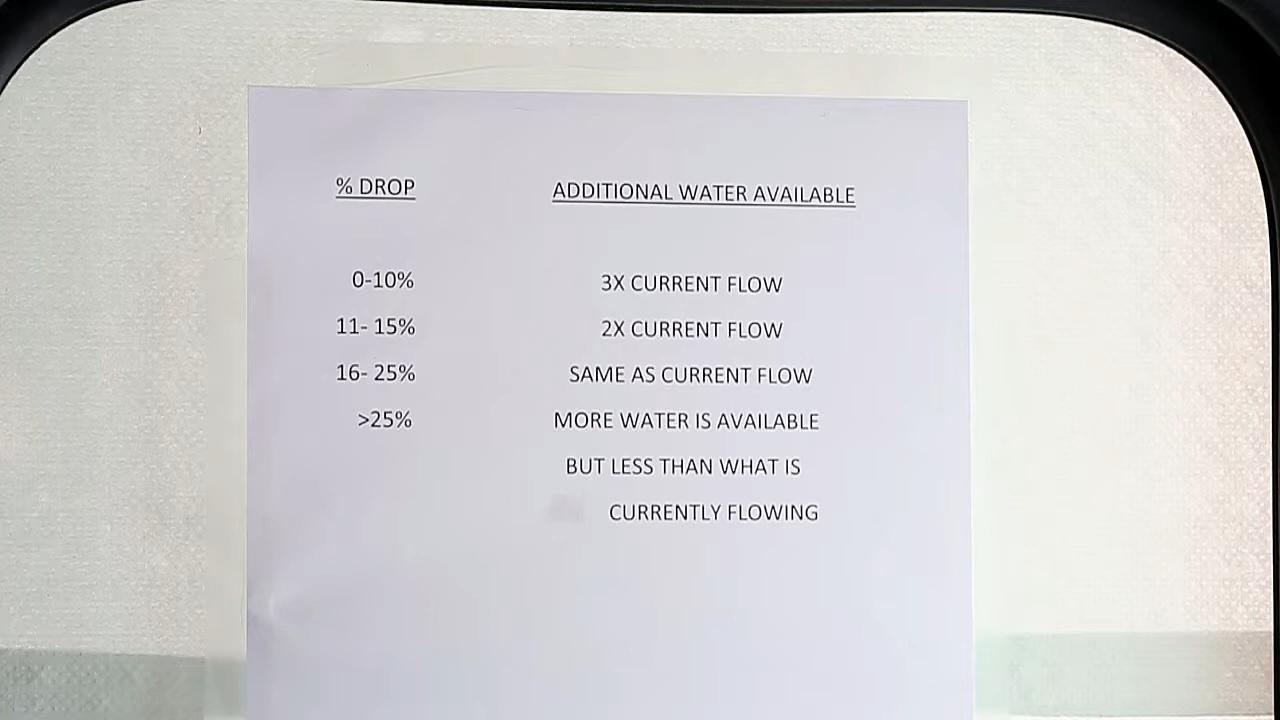 % DROP ADDITIONAL WATER AVAILABLE
0-10% 3X CURRENT FLOW
11- 15% 2X CURRENT FLOW
16- 25% SAME AS CURRENT FLOW
>25% MORE WATER IS AVAILABLE
BUT LESS THAN WHAT IS
CURRENTLY FLOWING